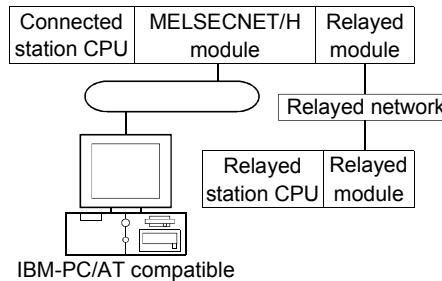 Connected
station CPU
MELSECNET/H
module
Relayed
module
Relayed network
Relayed
station CPU
Relayed
module
IBM-PC/AT compatible